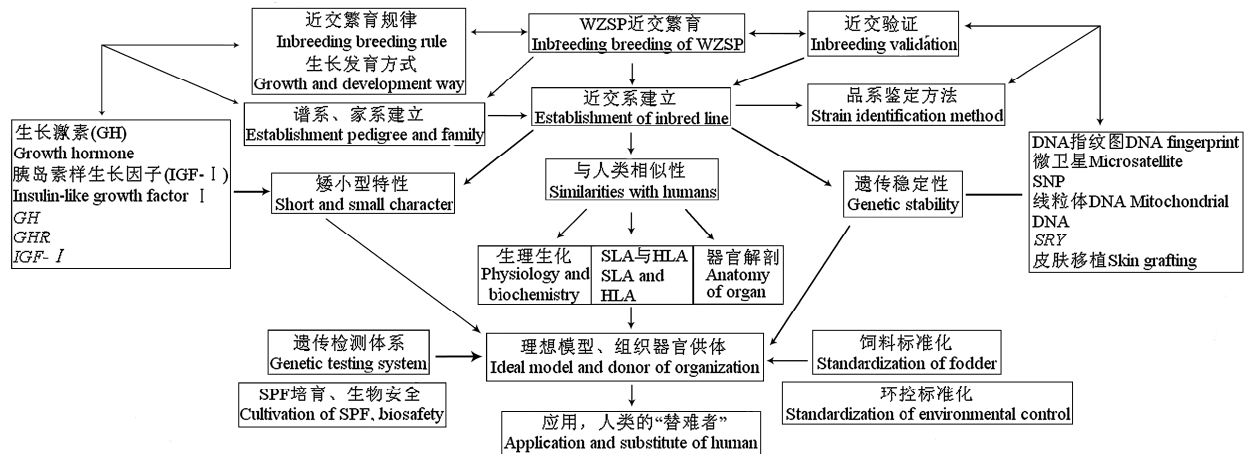 近交繁育规律
Inbreeding breeding rule
生长发育方式
Growth and development way
WZSP近交繁育
Inbreeding breeding of WZSP
近交验证
Inbreeding validation
谱系、家系建立
Establishment pedigree and family
近交系建立
Establishment of inbred line
品系鉴定方法
Strain identification method
生长激素(GH)
Growth hormone
胰岛素样生长因子(IGF-Ⅰ)
Insulin-like growth factor Ⅰ
GH
GHR
IGF-Ⅰ
矮小型特性
Short and small character
与人类相似性
Similarities with humans
遗传稳定性
Genetic stability
DNA指纹图DNA fingerprint
微卫星Microsatellite
SNP
线粒体DNA Mitochondrial
DNA
SRY
皮肤移植Skin grafting
生理生化
Physiology and
biochemistry
SLA与HLA
SLA and
HLA
器官解剖
Anatomy
of organ
遗传检测体系
Genetic testing system
理想模型、组织器官供体
Ideal model and donor of organization
饲料标准化
Standardization of fodder
SPF培育、生物安全
Cultivation of SPF、biosafety
环控标准化
Standardization of environmental control
应用，人类的“替难者”
Application and substitute of human